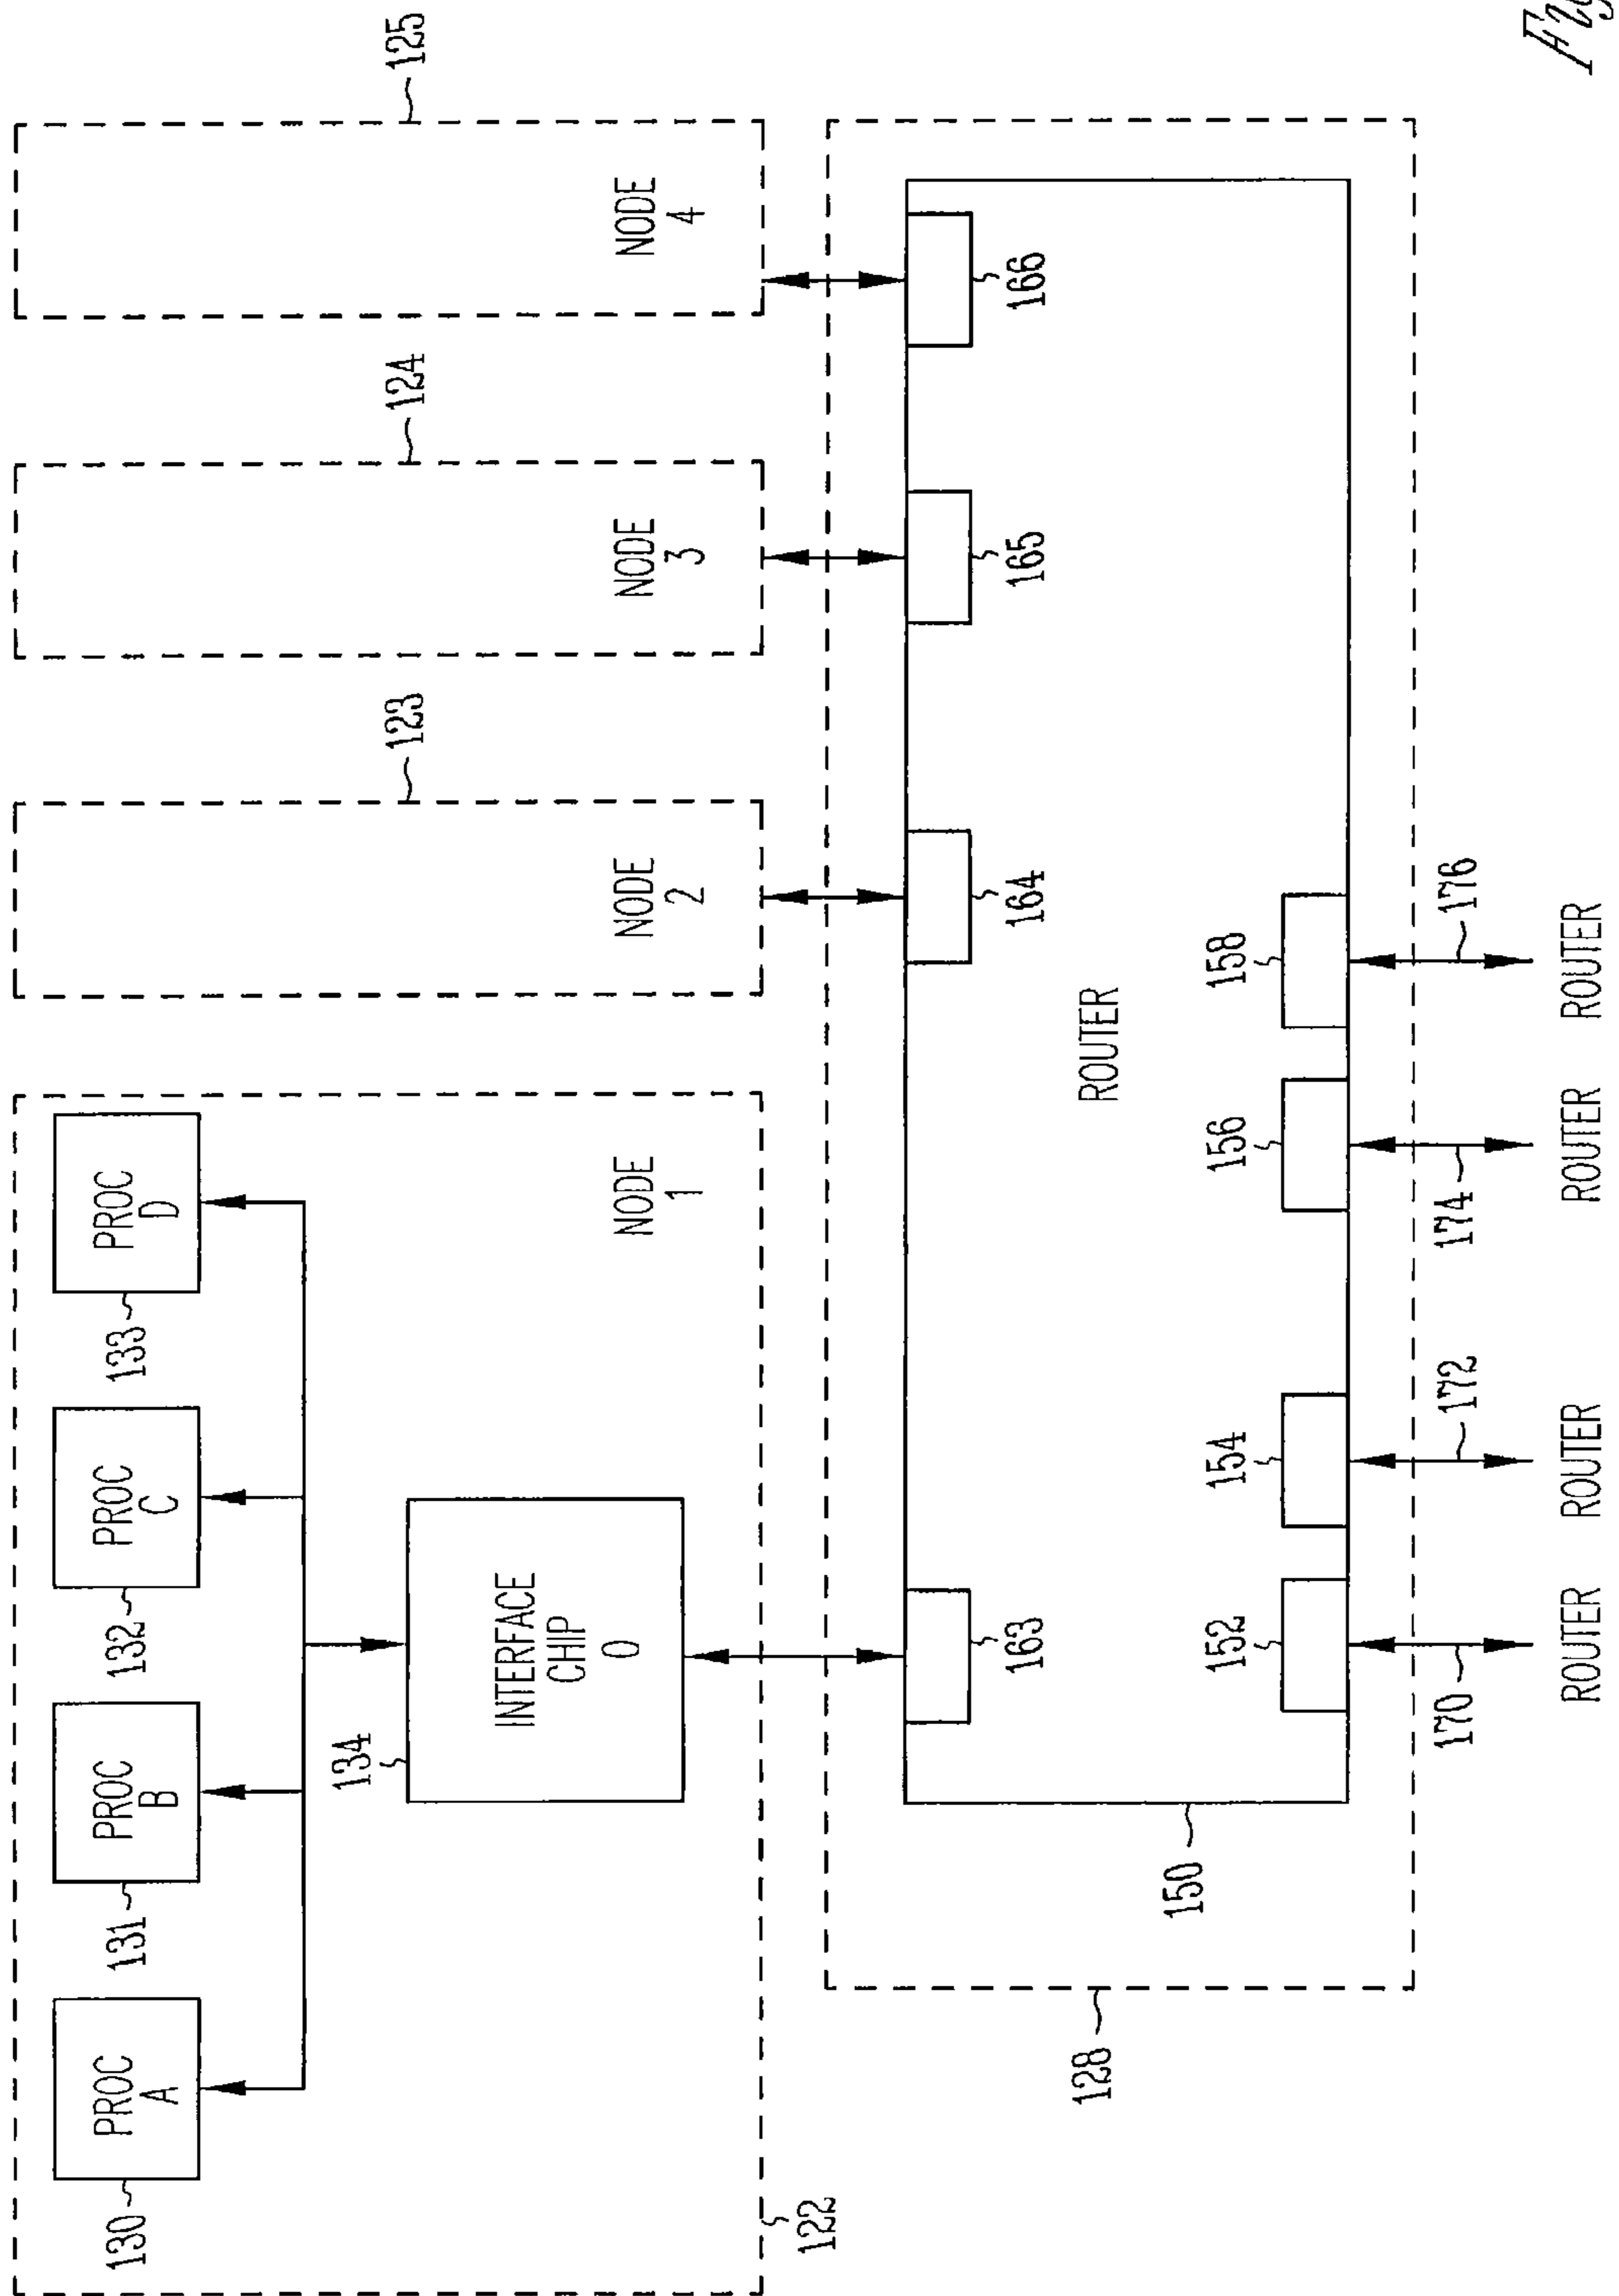 130
PROC
A
131
PROC
B
132
PROC
C
133
PROC
D
134
INTERFACE
CHIP
0
123
124
125
NODE
1
NODE
2
NODE
3
NODE
4
122
163
164
165
166
128
ROUTER
150
152
154
156
158
170
172
174
176
ROUTER
ROUTER
ROUTER
ROUTER